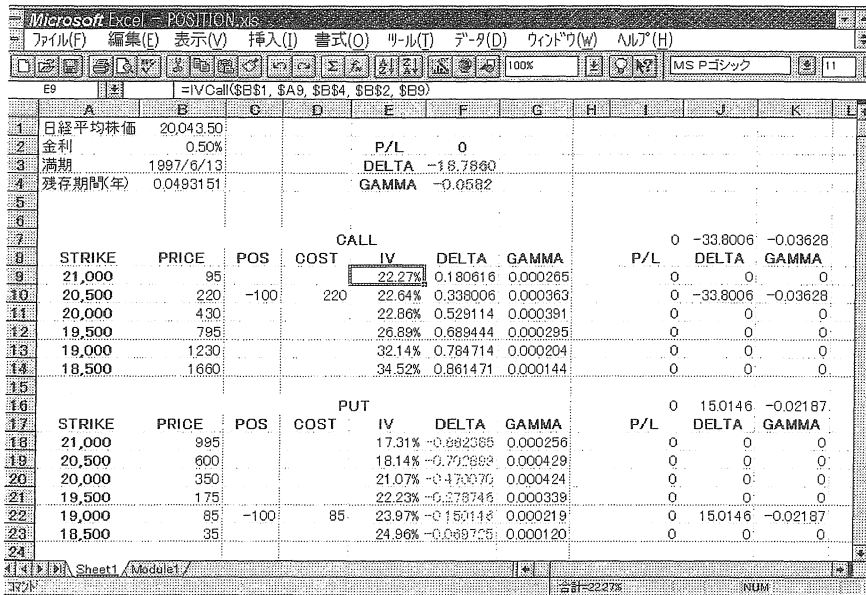 Microsoft Excel - POSITION.xls
ファイル(F) 編集(E) 表示(V) 挿入(I) 書式(O) ツール(T) データ(D) ウィンドウ(W) ヘルプ(H)
100% MS Pゴシック 11
E9 =IVCall($B$1, $A9, $B$4, $B$2, $B9)
A B C D E F G H I J K L
1 日経平均株価 20,043.50
2 金利 0.50% P/L 0
3 満期 1997/6/13 DELTA -18.7860
4 残存期間(年) 0.0493151 GAMMA -0.0582
5
6
7 CALL 0 -33.8006 -0.03628
8 STRIKE PRICE POS COST IV DELTA GAMMA P/L DELTA GAMMA
9 21,000 95 22.27% 0.180616 0.000265 0 0 0
10 20,500 220 -100 220 22.64% 0.338006 0.000363 0 -33.8006 -0.03628
11 20,000 430 22.86% 0.529114 0.000391 0 0 0
12 19,500 795 26.89% 0.689444 0.000295 0 0 0
13 19,000 1230 32.14% 0.784714 0.000204 0 0 0
14 18,500 1660 34.52% 0.861471 0.000144 0 0 0
15
16 PUT 0 15.0146 -0.02187
17 STRIKE PRICE POS COST IV DELTA GAMMA P/L DELTA GAMMA
18 21,000 995 17.31% 0.000256 0 0 0
19 20,500 600 18.14% 0.000429 0 0 0
20 20,000 350 21.07% 0.000424 0 0 0
21 19,500 175 22.23% -0.278746 0.000339 0 0 0
22 19,000 85 -100 85 23.97% -0.150146 0.000219 0 15.0146 -0.02187
23 18,500 35 24.96% 0.000120 0 0 0
24
Sheet1 Module1
コマンド 合計=22.27% NUM